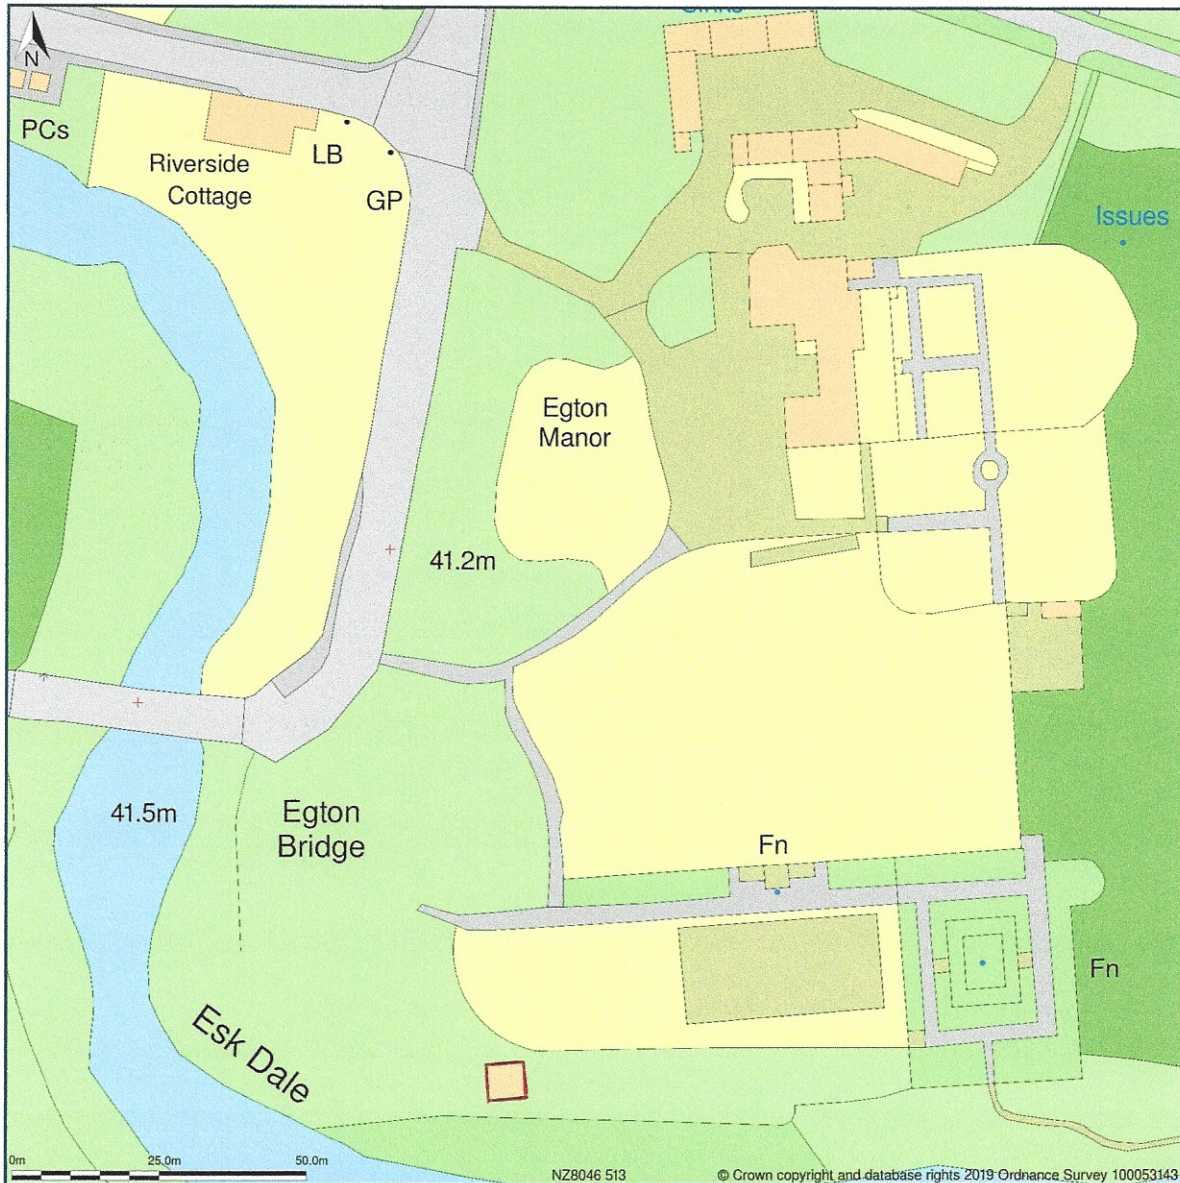 N
PCs
Riverside
Cottage
LB
GP
Issues
Egton
Manor
41.2m
41.5m
Egton
Bridge
Fn
Fn
Esk Dale
0m
25.0m
50.0m
NZ8046 513
© Crown copyright and database rights 2019 Ordnance Survey 100053143